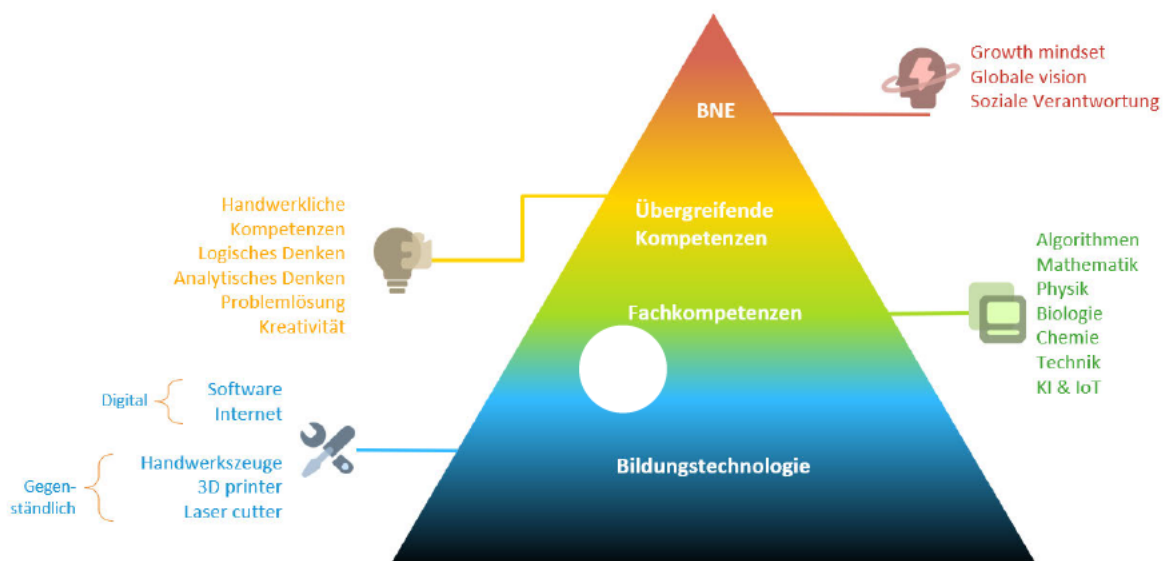 Growth mindset
Globale vision
Soziale Verantwortung
BNE
Handwerkliche
Kompetenzen
Logisches Denken
Analytisches Denken
Problemlösung
Kreativität
Übergreifende
Kompetenzen
Algorithmen
Mathematik
Physik
Biologie
Chemie
Technik
KI & IoT
Fachkompetenzen
Digital
Software
Internet
Gegen-
ständlich
Handwerkszeuge
3D printer
Laser cutter
Bildungstechnologie